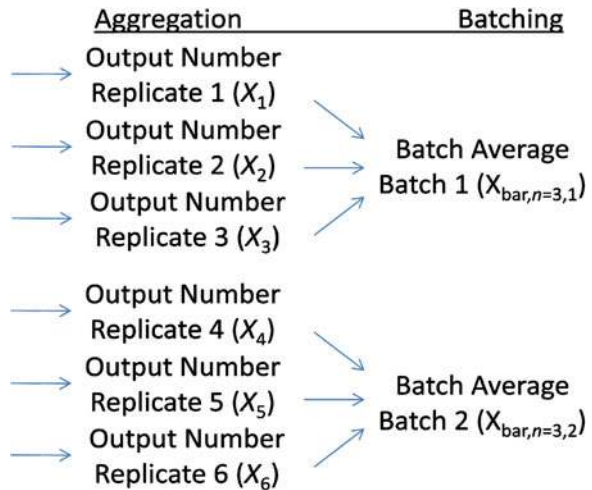 Aggregation Batching
Output Number
Replicate 1 (X₁)
Output Number
Replicate 2 (X₂)
Output Number
Replicate 3 (X₃)
Batch Average
Batch 1 (X_bar,n=3,1)
Output Number
Replicate 4 (X₄)
Output Number
Replicate 5 (X₅)
Output Number
Replicate 6 (X₆)
Batch Average
Batch 2 (X_bar,n=3,2)